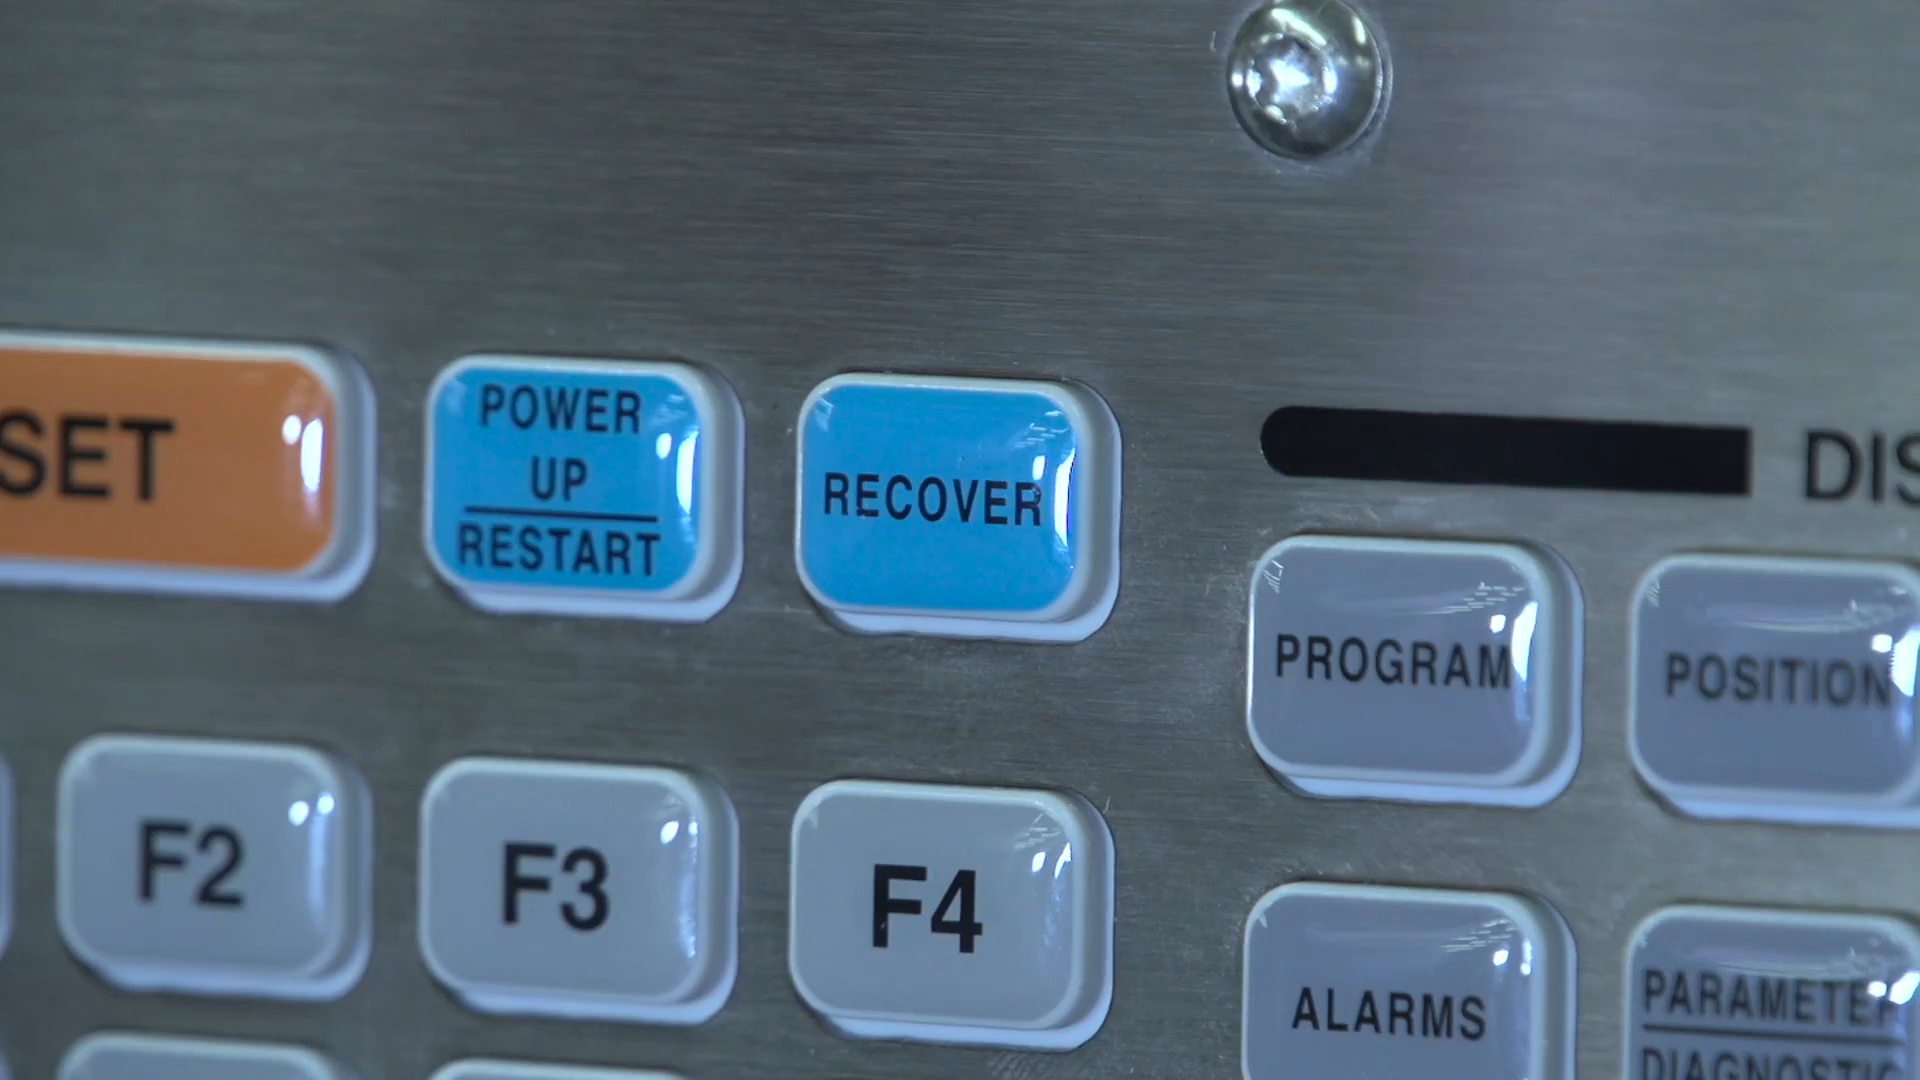 SET
POWER
UP
RESTART
RECOVER
DIS
PROGRAM
POSITION
F2
F3
F4
ALARMS
PARAMETER
DIAGNOSTIC